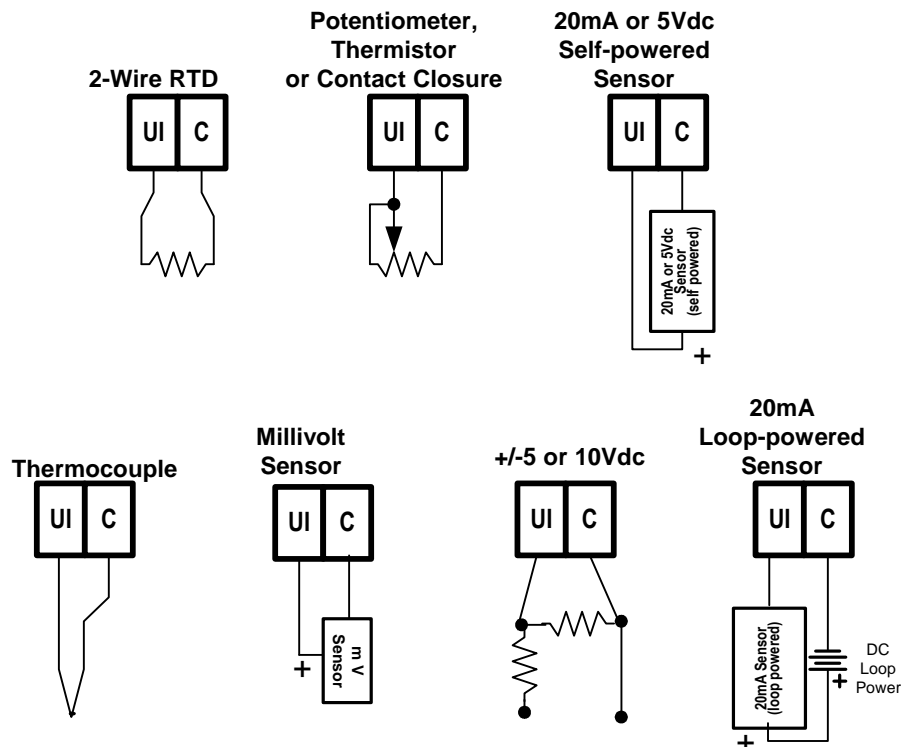 2-Wire RTD
UI C
Potentiometer,
Thermistor
or Contact Closure
UI C
20mA or 5Vdc
Self-powered
Sensor
UI C
20mA or 5Vdc
Sensor
(self powered)
+
Thermocouple
UI C
Millivolt
Sensor
UI C
m V
Sensor
+
+/-5 or 10Vdc
UI C
20mA
Loop-powered
Sensor
UI C
20mA Sensor
(loop powered)
+
+
DC
Loop
Power